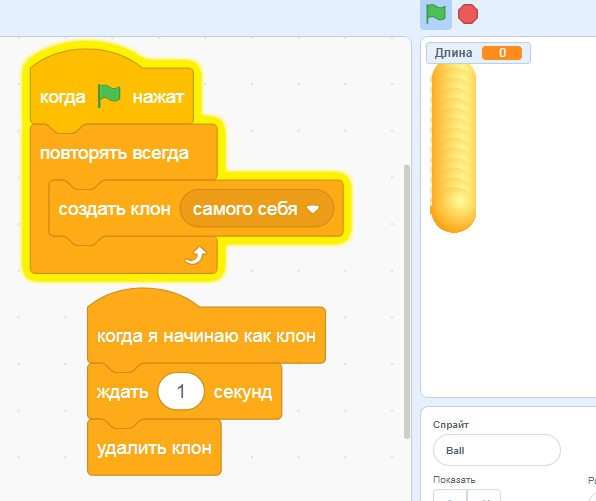 Длина 0
когда нажат
повторять всегда
создать клон самого себя
когда я начинаю как клон
ждать 1 секунд
удалить клон
Спрайт
Ball
Показать